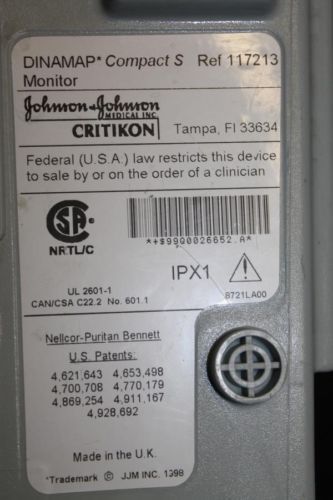 DINAMAP* Compact S Ref 117213
Monitor
Johnson & Johnson
MEDICAL INC.
CRITIKON Tampa, Fl 33634
Federal (U.S.A.) law restricts this device
to sale by or on the order of a clinician
CSA
NRTL/C
*+$9900026652.A*
UL 2601-1
CAN/CSA C22.2 No. 601.1
IPX1
8721LA00
Nellcor-Puritan Bennett
U.S. Patents:
4,621,643 4,653,498
4,700,708 4,770,179
4,869,254 4,911,167
4,928,692
Made in the U.K.
*Trademark © JJM INC. 1998